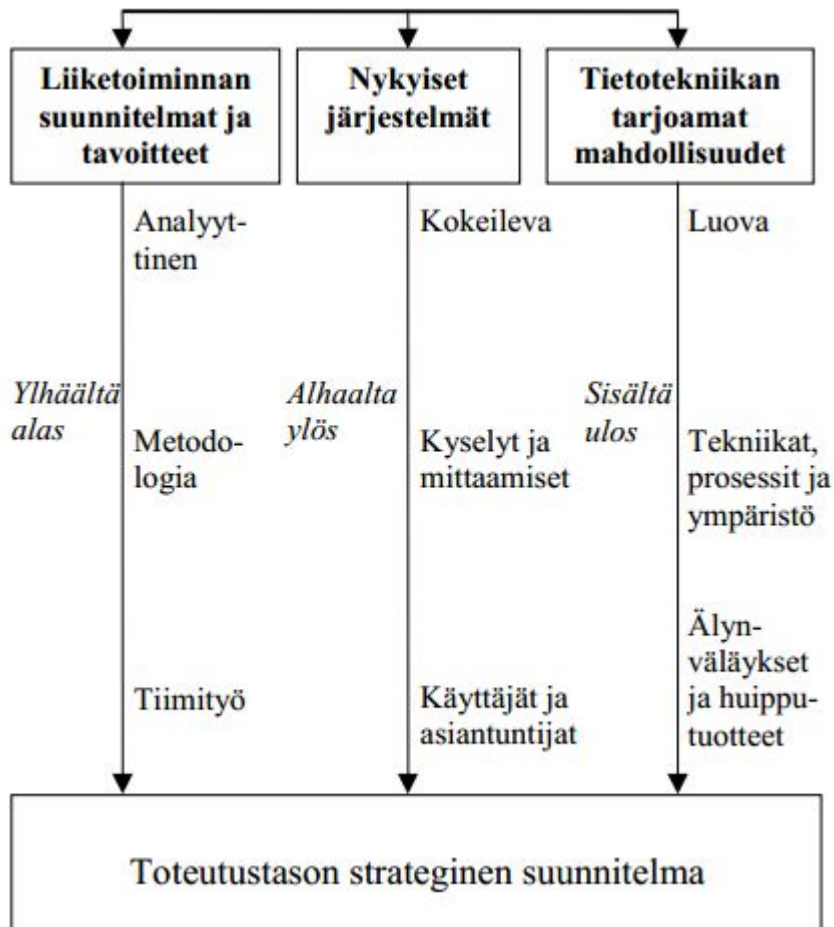 Liiketoiminnan
suunnitelmat ja
tavoitteet
Nykyiset
järjestelmät
Tietotekniikan
tarjoamat
mahdollisuudet
Analyyt-
tinen
Kokeileva
Luova
Ylhäältä
alas
Alhaalta
ylös
Sisältä
ulos
Metodo-
logia
Kyselyt ja
mittaamiset
Tekniikat,
prosessit ja
ympäristö
Tiimityö
Käyttäjät ja
asiantuntijat
Älyn-
väläykset
ja huippu-
tuotteet
Toteutustason strateginen suunnitelma